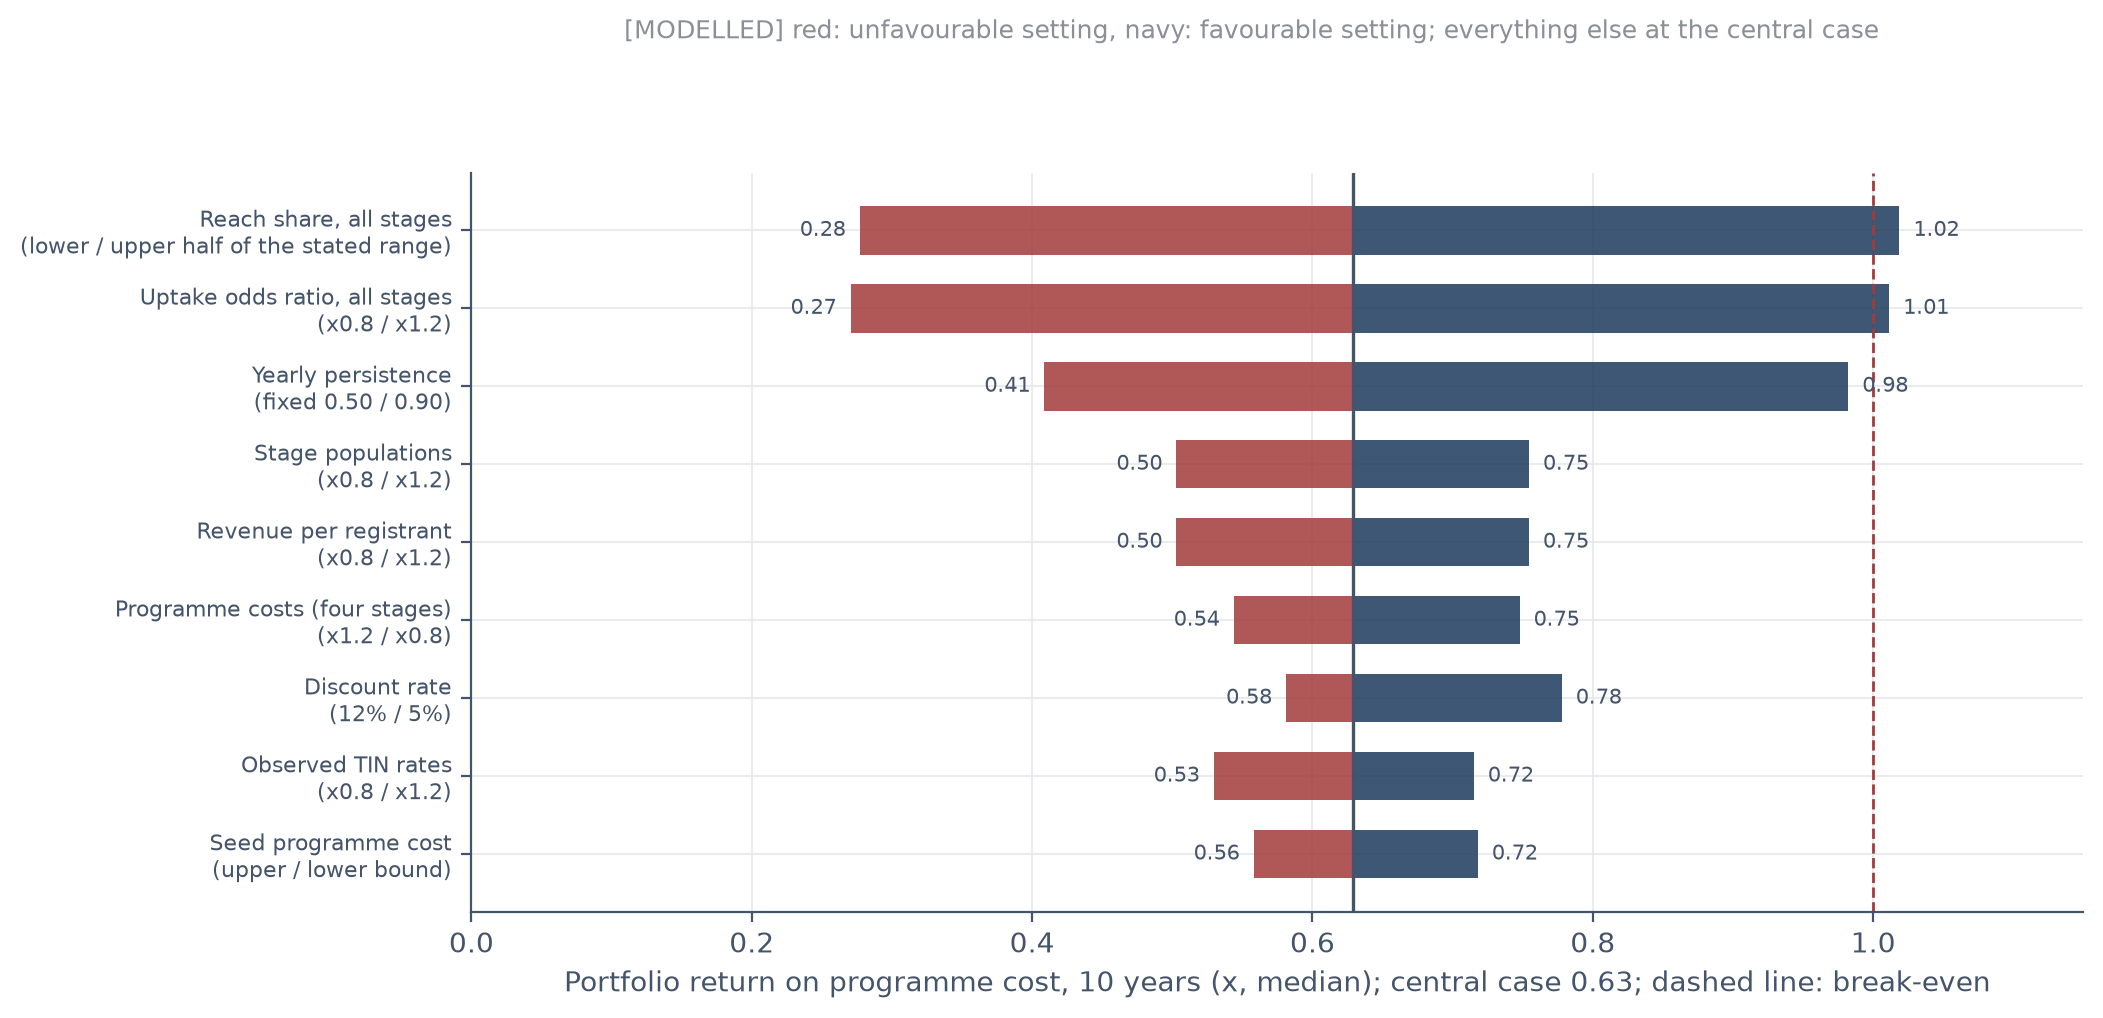 [MODELLED] red: unfavourable setting, navy: favourable setting; everything else at the central case
Reach share, all stages
(lower / upper half of the stated range)
0.28
1.02
Uptake odds ratio, all stages
(x0.8 / x1.2)
0.27
1.01
Yearly persistence
(fixed 0.50 / 0.90)
0.41
0.98
Stage populations
(x0.8 / x1.2)
0.50
0.75
Revenue per registrant
(x0.8 / x1.2)
0.50
0.75
Programme costs (four stages)
(x1.2 / x0.8)
0.54
0.75
Discount rate
(12% / 5%)
0.58
0.78
Observed TIN rates
(x0.8 / x1.2)
0.53
0.72
Seed programme cost
(upper / lower bound)
0.56
0.72
0.0 0.2 0.4 0.6 0.8 1.0
Portfolio return on programme cost, 10 years (x, median); central case 0.63; dashed line: break-even